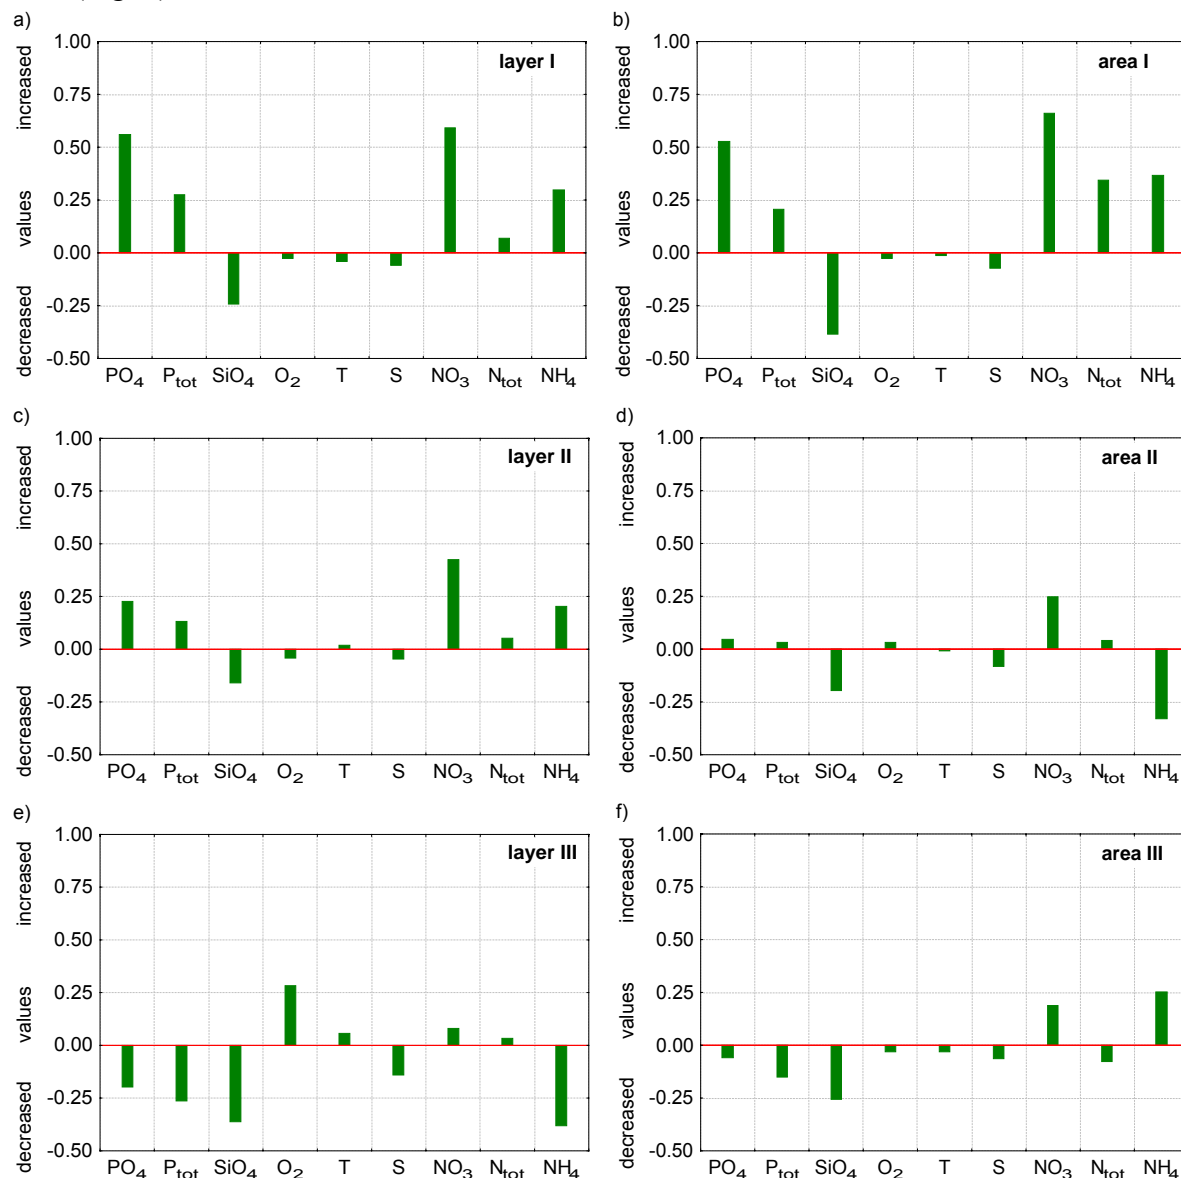 a)
layer I
increased
values
decreased
1.00
0.75
0.50
0.25
0.00
-0.25
-0.50
PO4 Ptot SiO4 O2 T S NO3 Ntot NH4
b)
area I
increased
values
decreased
1.00
0.75
0.50
0.25
0.00
-0.25
-0.50
PO4 Ptot SiO4 O2 T S NO3 Ntot NH4
c)
layer II
increased
values
decreased
1.00
0.75
0.50
0.25
0.00
-0.25
-0.50
PO4 Ptot SiO4 O2 T S NO3 Ntot NH4
d)
area II
increased
values
decreased
1.00
0.75
0.50
0.25
0.00
-0.25
-0.50
PO4 Ptot SiO4 O2 T S NO3 Ntot NH4
e)
layer III
increased
values
decreased
1.00
0.75
0.50
0.25
0.00
-0.25
-0.50
PO4 Ptot SiO4 O2 T S NO3 Ntot NH4
f)
area III
increased
values
decreased
1.00
0.75
0.50
0.25
0.00
-0.25
-0.50
PO4 Ptot SiO4 O2 T S NO3 Ntot NH4